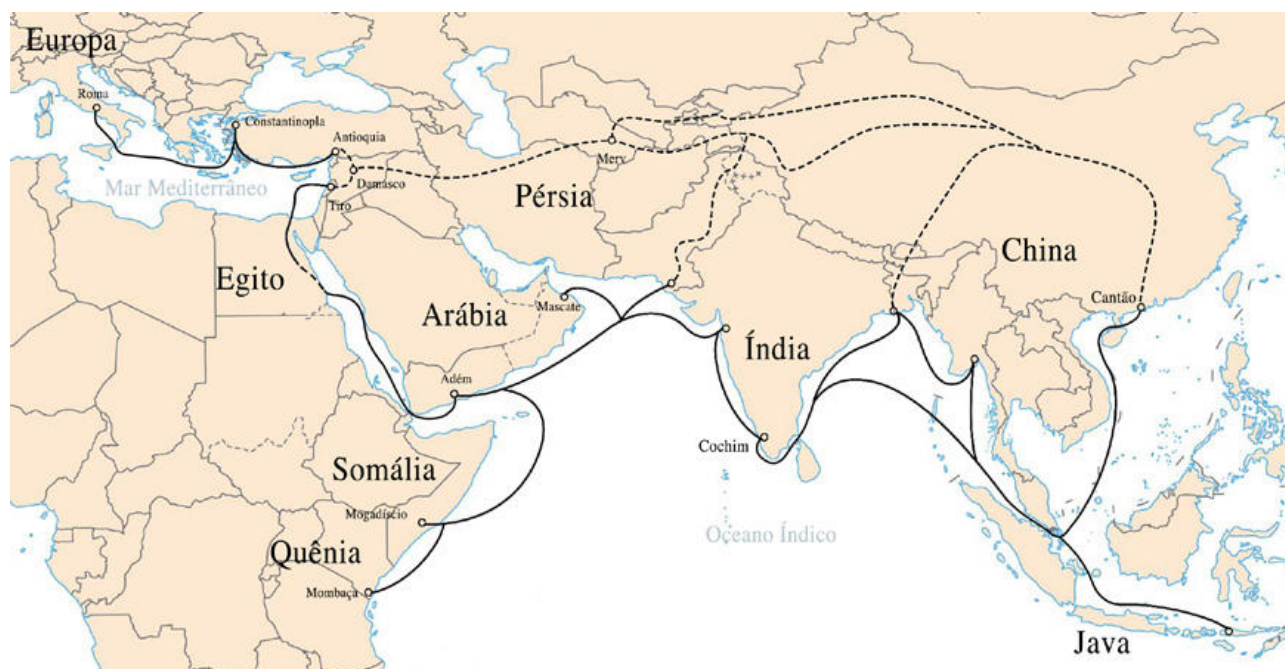 Europa
Roma
Constantinopla
Antioquia
Merv
Mar Mediterrâneo
Damásco
Pérsia
Tiro
China
Egito
Arábia
Mascate
Cantão
Índia
Adém
Cochim
Somália
Mogadíscio
Oceano Índico
Quênia
Mombaça
Java